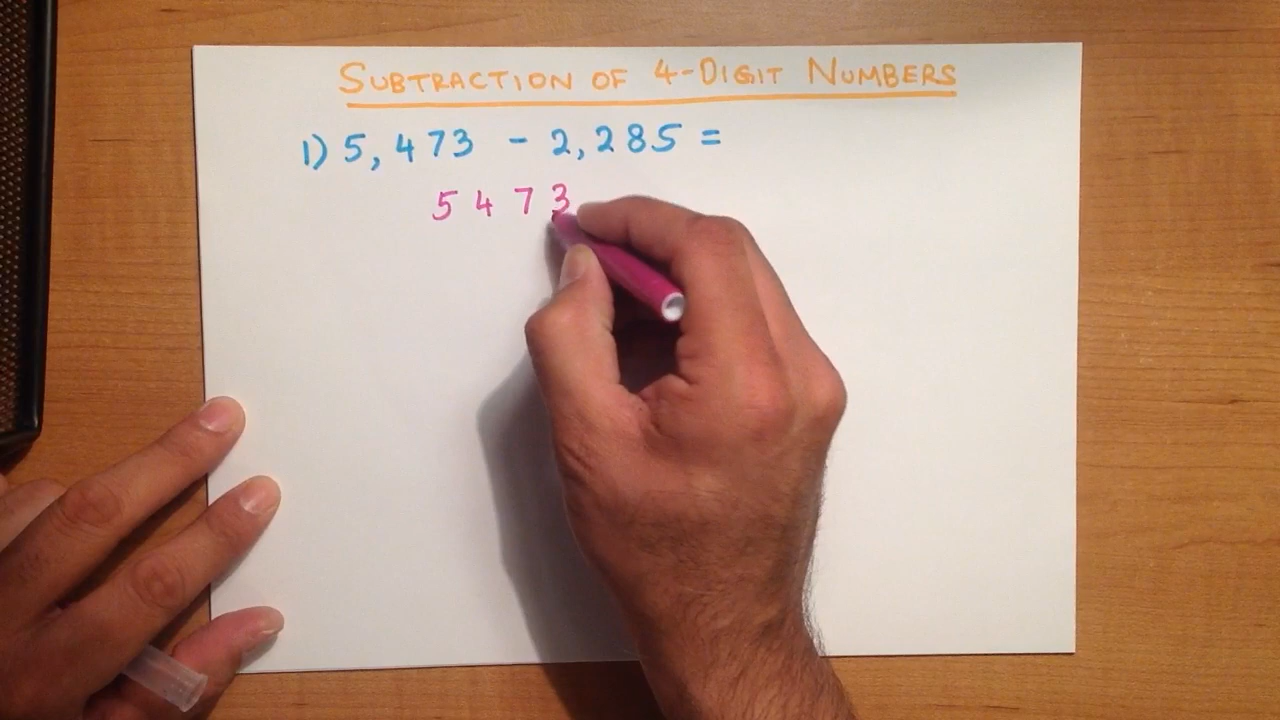 SUBTRACTION OF 4-DIGIT NUMBERS
1) 5,473 - 2,285 =
5 4 7 3